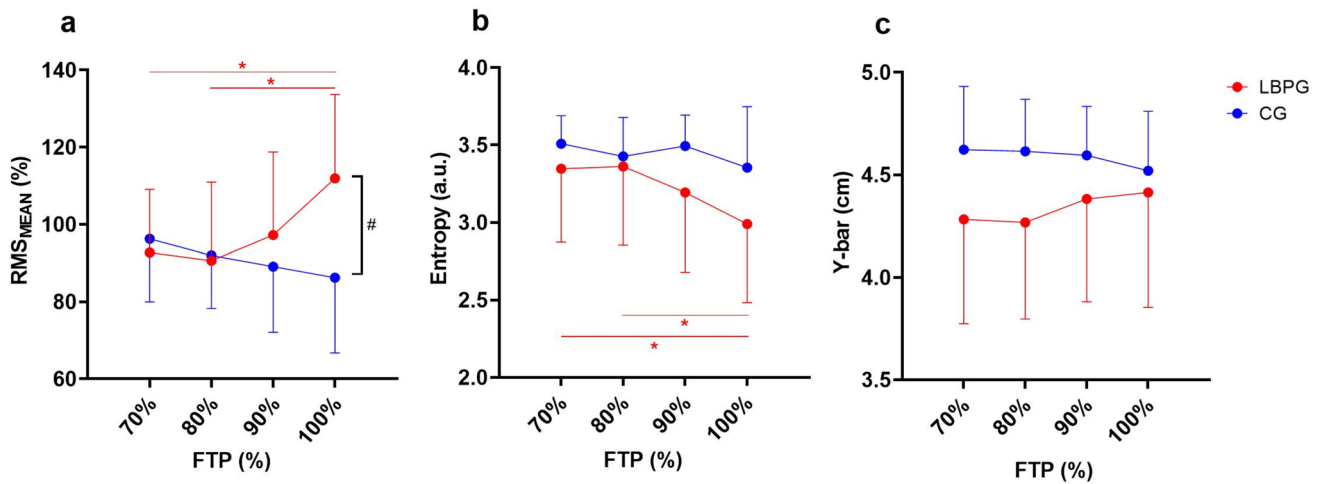 a
RMSMEAN (%)
140
120
100
80
60
*
*
#
70%
80%
90%
100%
FTP (%)
b
Entropy (a.u.)
4.0
3.5
3.0
2.5
2.0
*
*
70%
80%
90%
100%
FTP (%)
c
Y-bar (cm)
5.0
4.5
4.0
3.5
70%
80%
90%
100%
FTP (%)
LBPG
CG